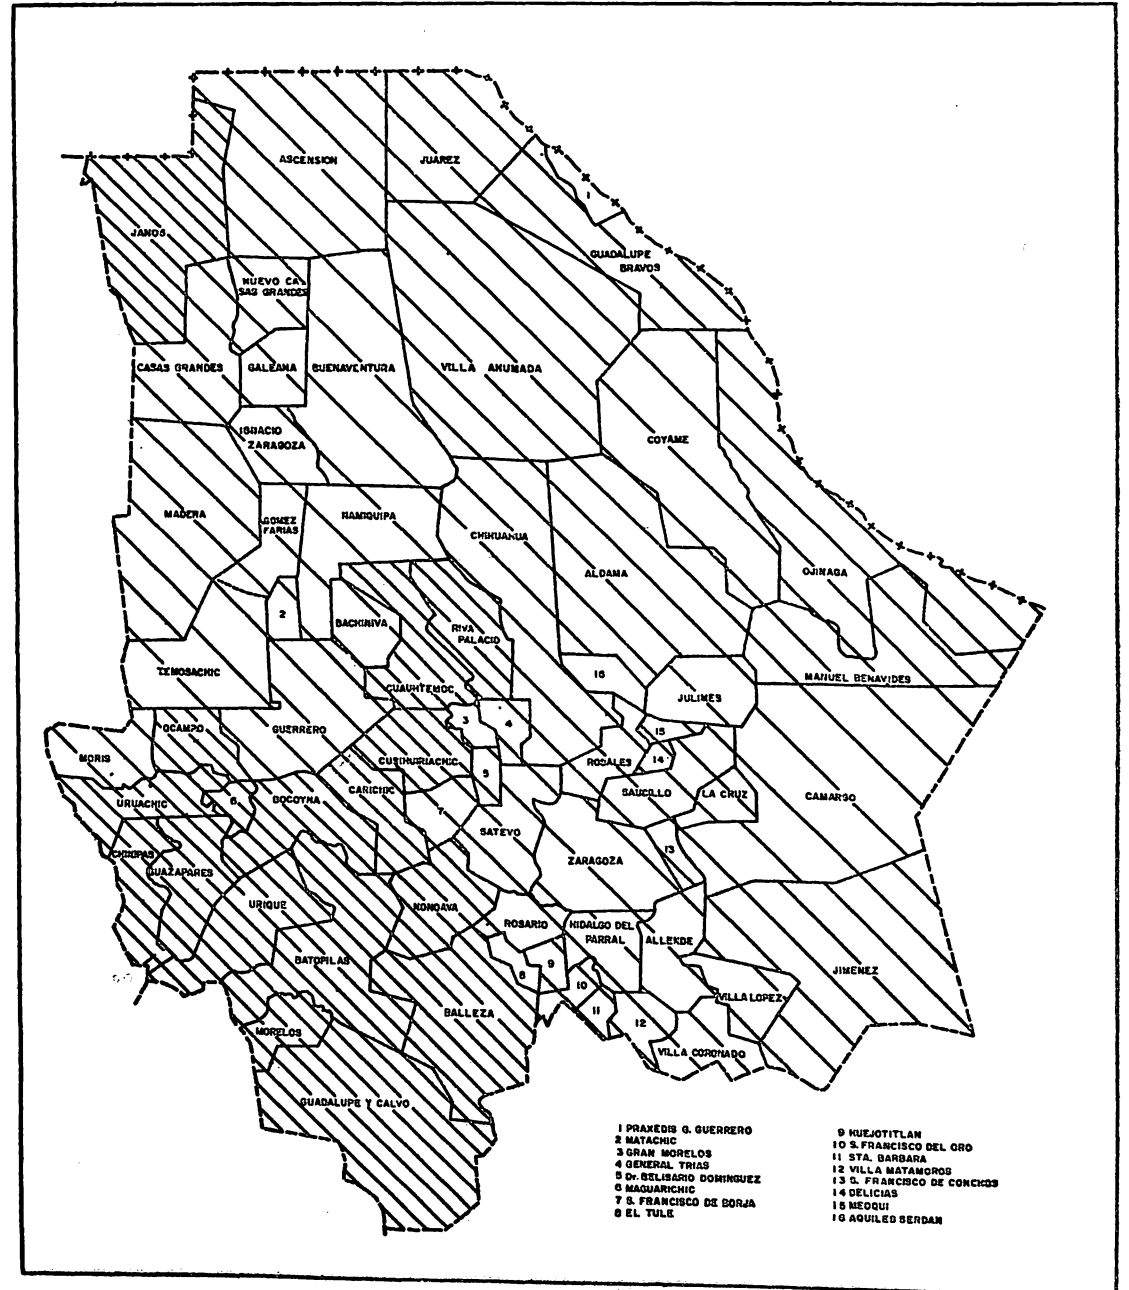 ASCENSION
JUAREZ
1
JANOS
GUADALUPE
BRAVOS
NUEVO CA-
SAS GRANDES
CASAS GRANDES
GALEANA
BUENAVENTURA
VILLA AHUMADA
IGNACIO
ZARAGOZA
COYAME
MADERA
GOMEZ
FARIAS
NAMIQUIPA
CHIHUAHUA
ALDAMA
OJINAGA
2
BACHINIVA
RIVA
PALACIO
TEMOSACHIC
CUAUHTEMOC
16
JULIMES
MANUEL BENAVIDES
OCAMPO
GUERRERO
3
4
15
MORIS
CUSIHUIRIACHIC
5
ROSALES
14
URUACHIC
6
BOCOYNA
CARICHIC
7
SATEVO
SAUCILLO
LA CRUZ
CAMARGO
CHINIPAS
GUAZAPARES
ZARAGOZA
13
URIQUE
NONOAVA
ROSARIO
HIDALGO DEL
PARRAL
ALLENDE
BATOPILAS
8
9
10
JIMENEZ
BALLEZA
11
12
VILLA LOPEZ
MORELOS
VILLA CORONADO
GUADALUPE Y CALVO
1 PRAXEDIS G. GUERRERO
2 MATACHIC
3 GRAN MORELOS
4 GENERAL TRIAS
5 Dr. BELISARIO DOMINGUEZ
6 MAGUARICHIC
7 S. FRANCISCO DE BORJA
8 EL TULE
9 HUEJOTITLAN
10 S. FRANCISCO DEL ORO
11 STA. BARBARA
12 VILLA MATAMOROS
13 S. FRANCISCO DE CONCHOS
14 DELICIAS
15 MEOQUI
16 AQUILES SERDAN